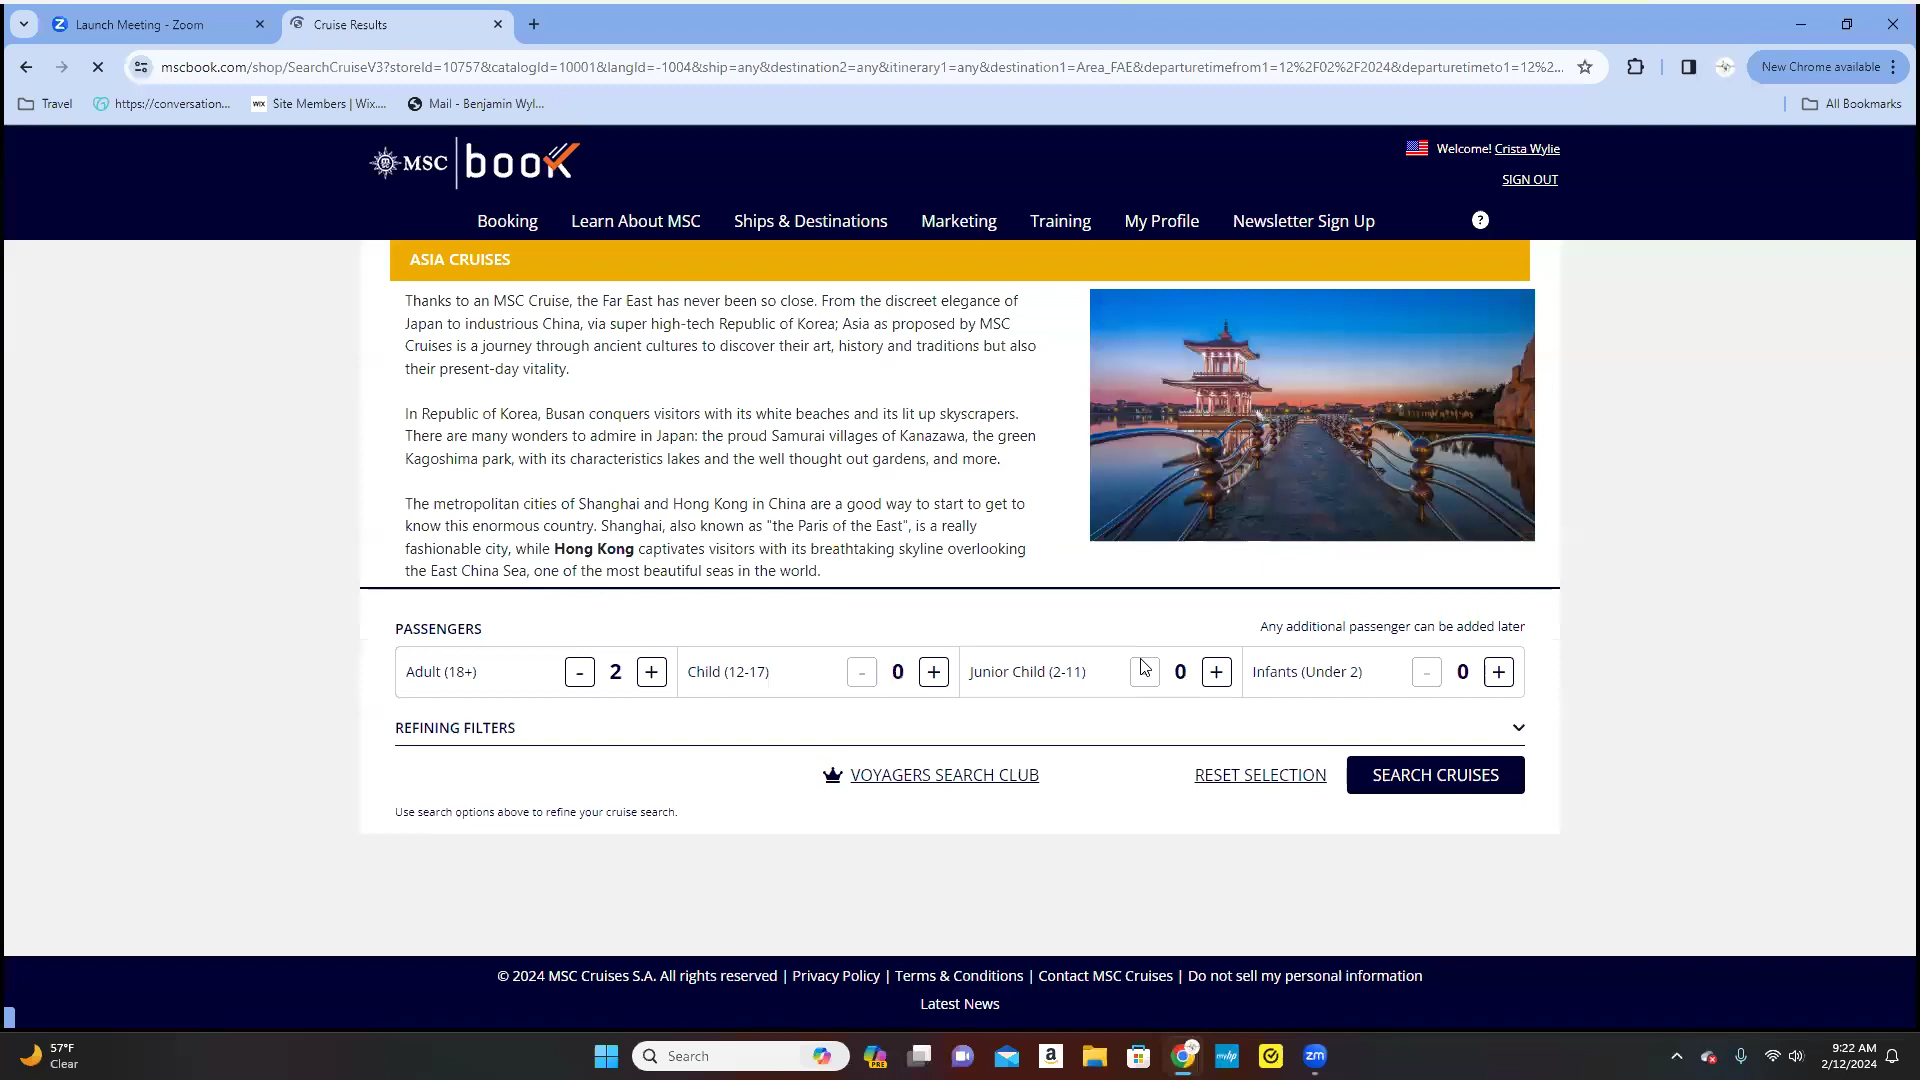 Launch Meeting - Zoom
Cruise Results
mscbook.com/shop/SearchCruiseV3?storeId=10757&catalogId=10001&langId=-1004&ship=any&destination2=any&itinerary1=any&destination1=Area_FAE&departuretimefrom1=12%2F02%2F2024&departuretimeto1=12%2...
New Chrome available
Travel
https://conversation...
WIX Site Members | Wix....
Mail - Benjamin Wyl...
All Bookmarks
MSC book
Welcome! Crista Wylie
SIGN OUT
Booking
Learn About MSC
Ships & Destinations
Marketing
Training
My Profile
Newsletter Sign Up
?
ASIA CRUISES
Thanks to an MSC Cruise, the Far East has never been so close. From the discreet elegance of
Japan to industrious China, via super high-tech Republic of Korea; Asia as proposed by MSC
Cruises is a journey through ancient cultures to discover their art, history and traditions but also
their present-day vitality.
In Republic of Korea, Busan conquers visitors with its white beaches and its lit up skyscrapers.
There are many wonders to admire in Japan: the proud Samurai villages of Kanazawa, the green
Kagoshima park, with its characteristics lakes and the well thought out gardens, and more.
The metropolitan cities of Shanghai and Hong Kong in China are a good way to start to get to
know this enormous country. Shanghai, also known as "the Paris of the East", is a really
fashionable city, while Hong Kong captivates visitors with its breathtaking skyline overlooking
the East China Sea, one of the most beautiful seas in the world.
PASSENGERS
Any additional passenger can be added later
Adult (18+) - 2 +
Child (12-17) - 0 +
Junior Child (2-11) 0 +
Infants (Under 2) - 0 +
REFINING FILTERS
VOYAGERS SEARCH CLUB
RESET SELECTION
SEARCH CRUISES
Use search options above to refine your cruise search.
© 2024 MSC Cruises S.A. All rights reserved | Privacy Policy | Terms & Conditions | Contact MSC Cruises | Do not sell my personal information
Latest News
57°F
Clear
Search
PRE
a
myhp
zm
9:22 AM
2/12/2024